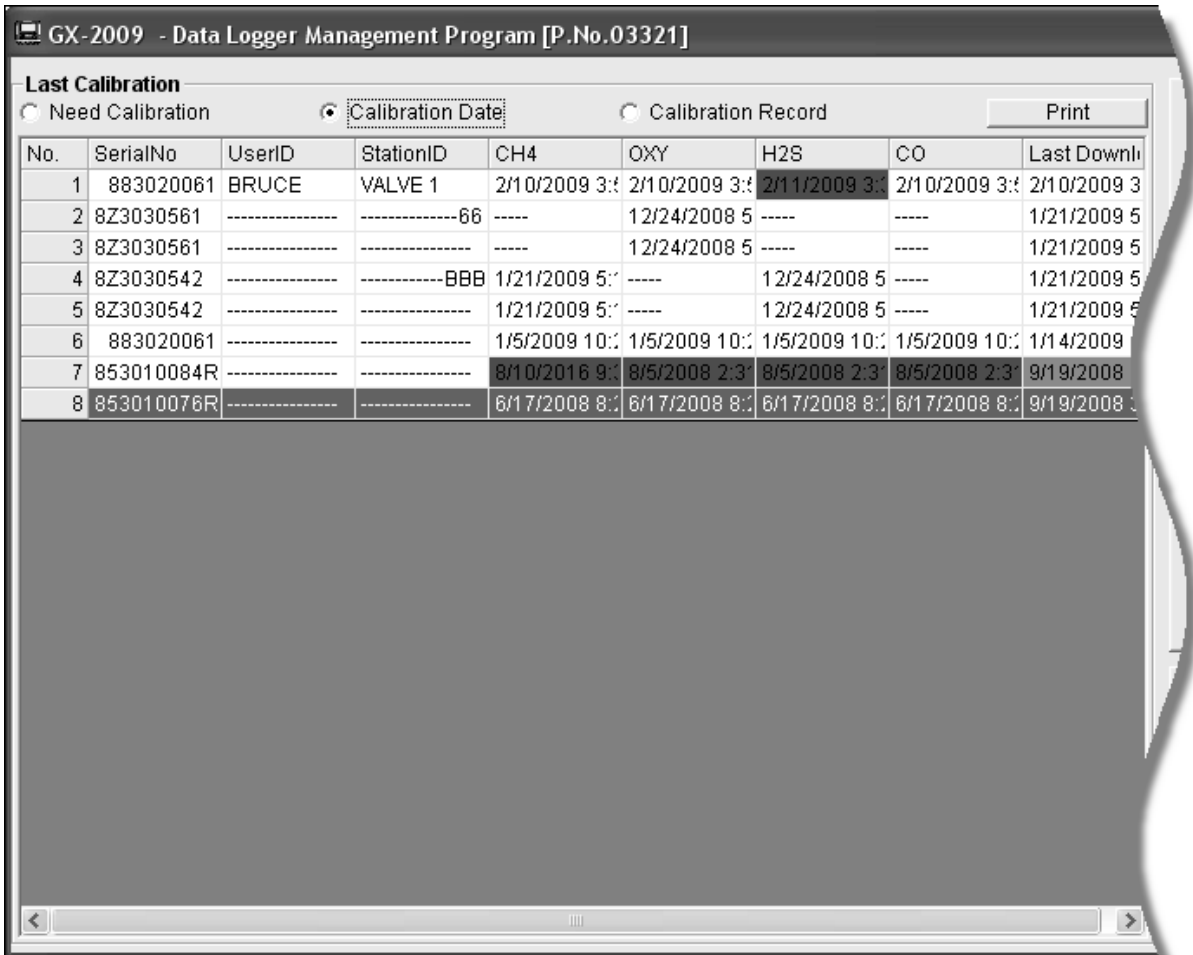 GX-2009 - Data Logger Management Program [P.No.03321]
Last Calibration
Need Calibration Calibration Date Calibration Record Print
No. SerialNo UserID StationID CH4 OXY H2S CO Last Downl
1 883020061 BRUCE VALVE 1 2/10/2009 3: 2/10/2009 3: 2/11/2009 3: 2/10/2009 3: 2/10/2009 3
2 8Z3030561 ---------------- --------------66 ----- 12/24/2008 5 ----- ----- 1/21/2009 5
3 8Z3030561 ---------------- ---------------- ----- 12/24/2008 5 ----- ----- 1/21/2009 5
4 8Z3030542 ---------------- ------------BBB 1/21/2009 5: ----- 12/24/2008 5 ----- 1/21/2009 5
5 8Z3030542 ---------------- ---------------- 1/21/2009 5: ----- 12/24/2008 5 ----- 1/21/2009 5
6 883020061 ---------------- ---------------- 1/5/2009 10: 1/5/2009 10: 1/5/2009 10: 1/5/2009 10: 1/14/2009
7 853010084R ---------------- ---------------- 8/10/2016 9: 8/5/2008 2:3 8/5/2008 2:3 8/5/2008 2:3 9/19/2008
8 853010076R ---------------- ---------------- 6/17/2008 8: 6/17/2008 8: 6/17/2008 8: 6/17/2008 8: 9/19/2008